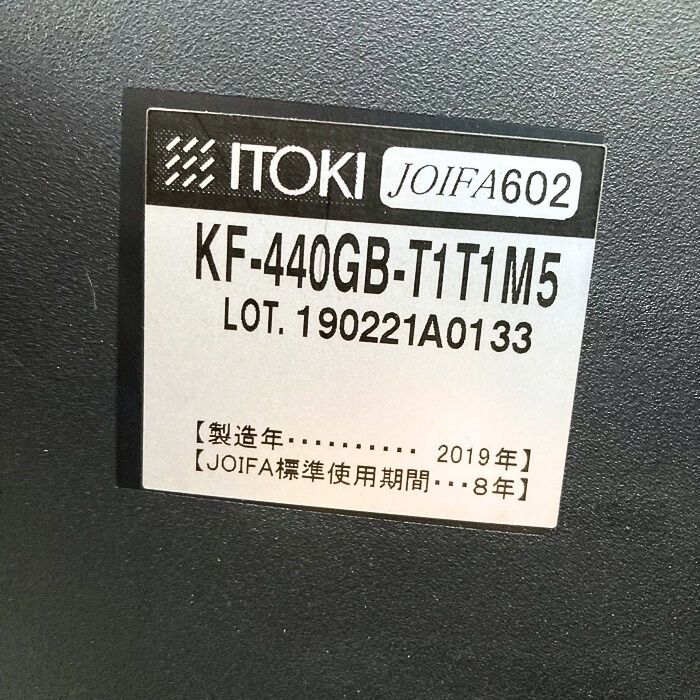 ITOKI JOIFA602
KF-440GB-T1T1M5
LOT. 190221A0133
【製造年・・・・・・・・・・ 2019年】
【JOIFA標準使用期間・・・8年】